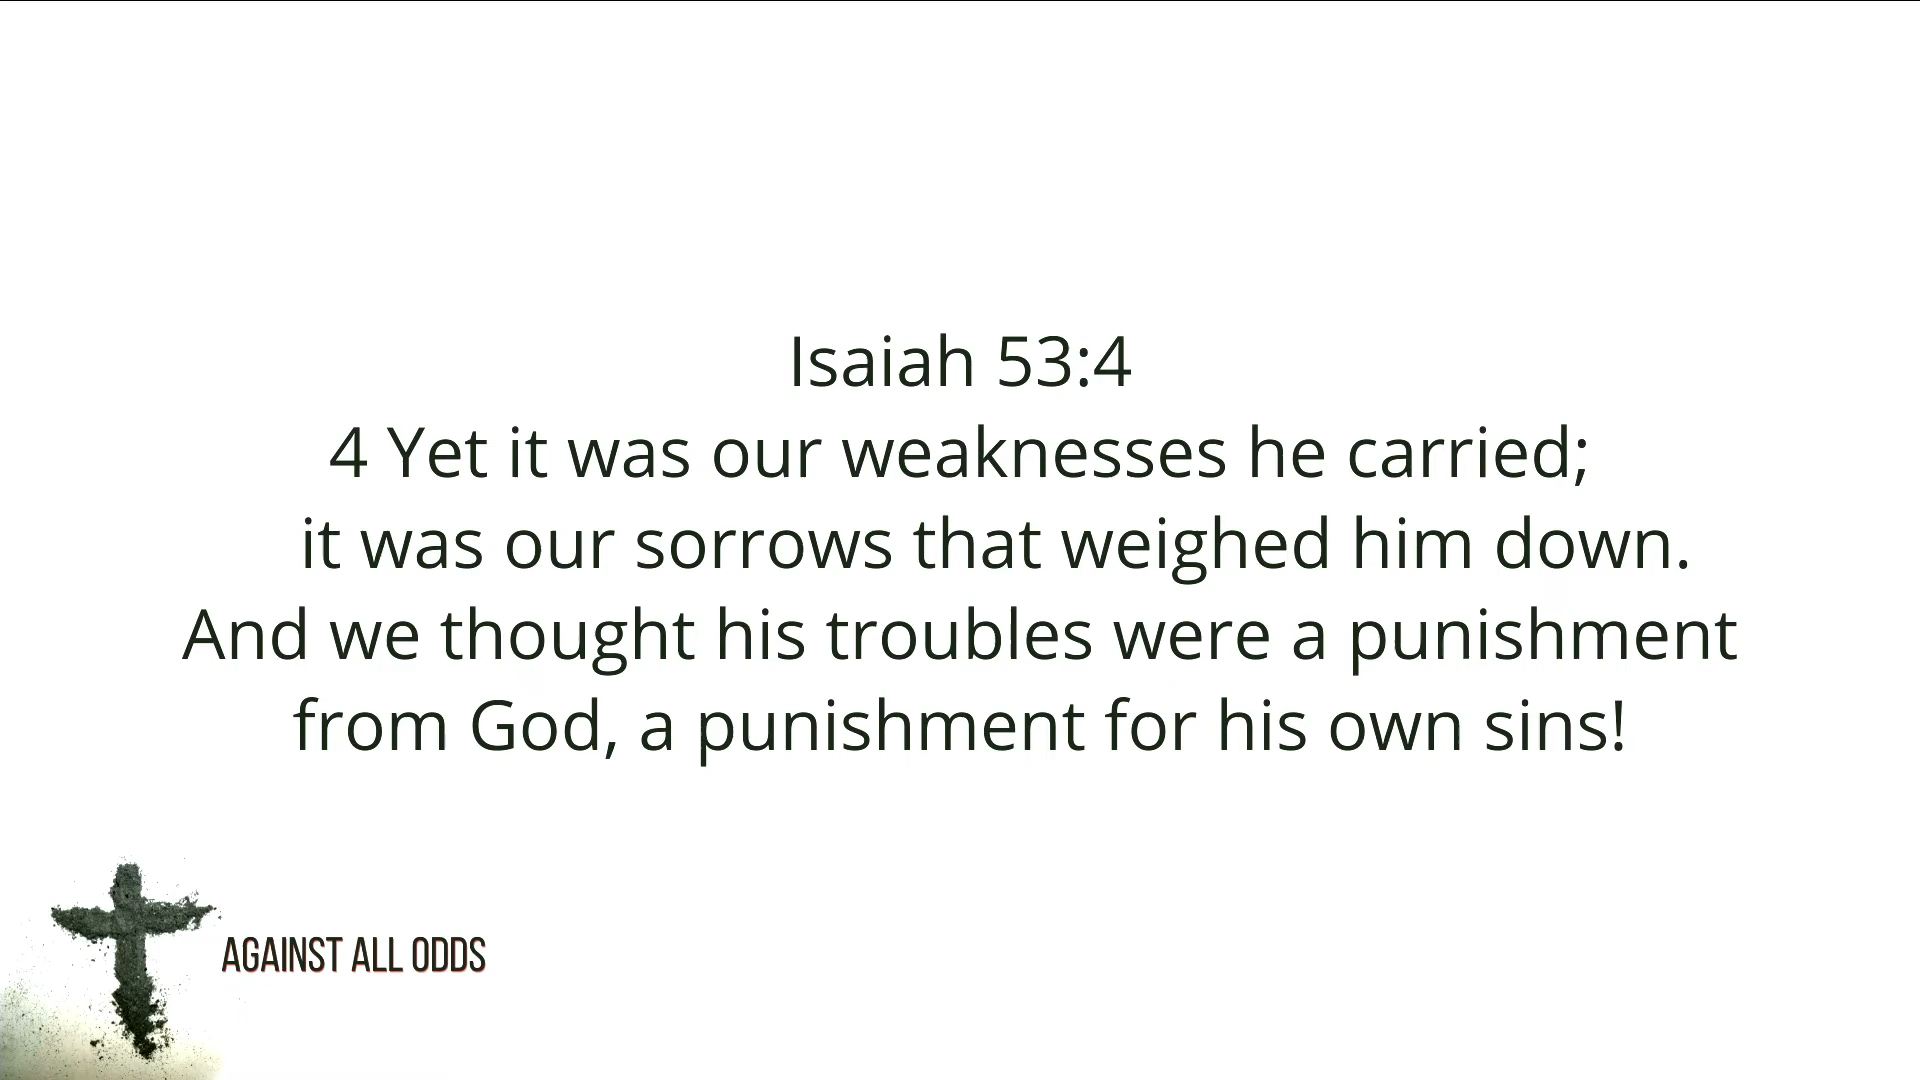 Isaiah 53:4
4 Yet it was our weaknesses he carried;
it was our sorrows that weighed him down.
And we thought his troubles were a punishment
from God, a punishment for his own sins!
AGAINST ALL ODDS